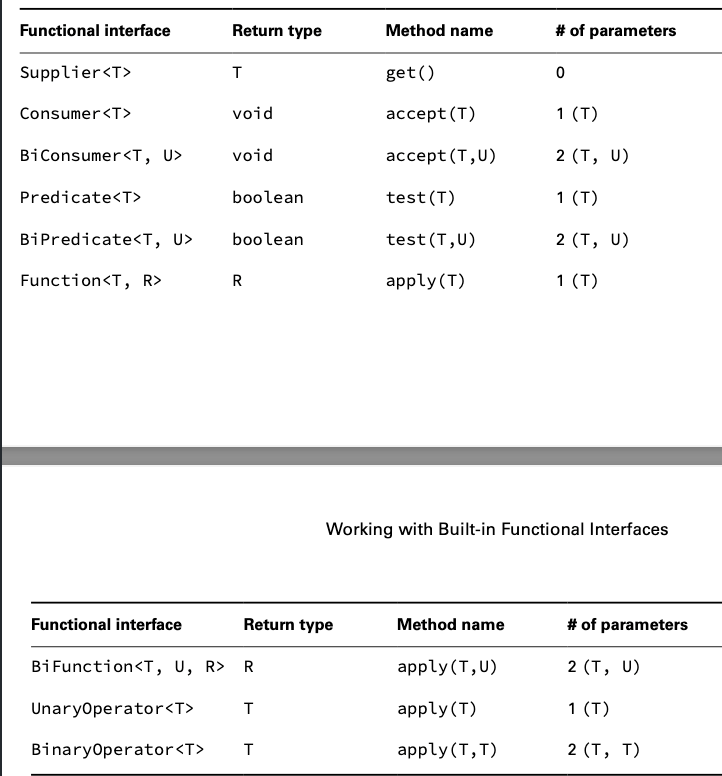 Functional interface Return type Method name # of parameters
Supplier<T> T get() 0
Consumer<T> void accept(T) 1 (T)
BiConsumer<T, U> void accept(T,U) 2 (T, U)
Predicate<T> boolean test(T) 1 (T)
BiPredicate<T, U> boolean test(T,U) 2 (T, U)
Function<T, R> R apply(T) 1 (T)
Working with Built-in Functional Interfaces
Functional interface Return type Method name # of parameters
BiFunction<T, U, R> R apply(T,U) 2 (T, U)
UnaryOperator<T> T apply(T) 1 (T)
BinaryOperator<T> T apply(T,T) 2 (T, T)